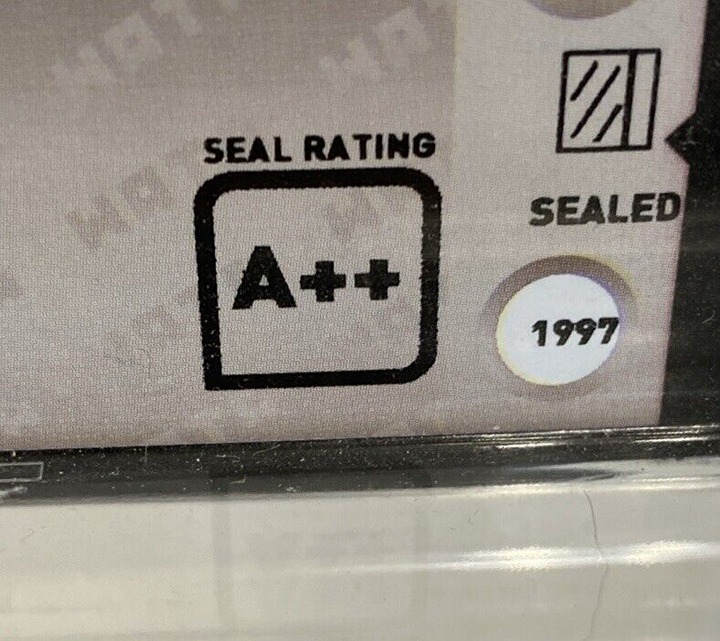 SEAL RATING
A++
SEALED
1997